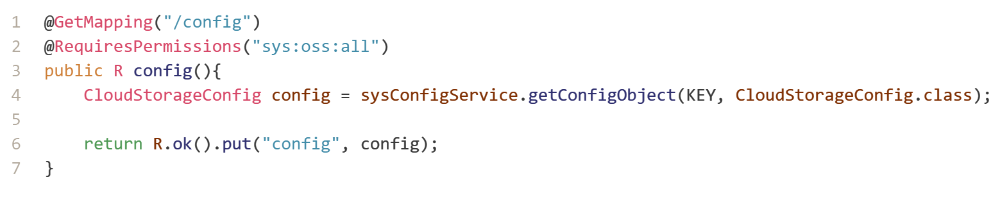 1 @GetMapping("/config")
2 @RequiresPermissions("sys:oss:all")
3 public R config(){
4     CloudStorageConfig config = sysConfigService.getConfigObject(KEY, CloudStorageConfig.class);
5
6     return R.ok().put("config", config);
7 }